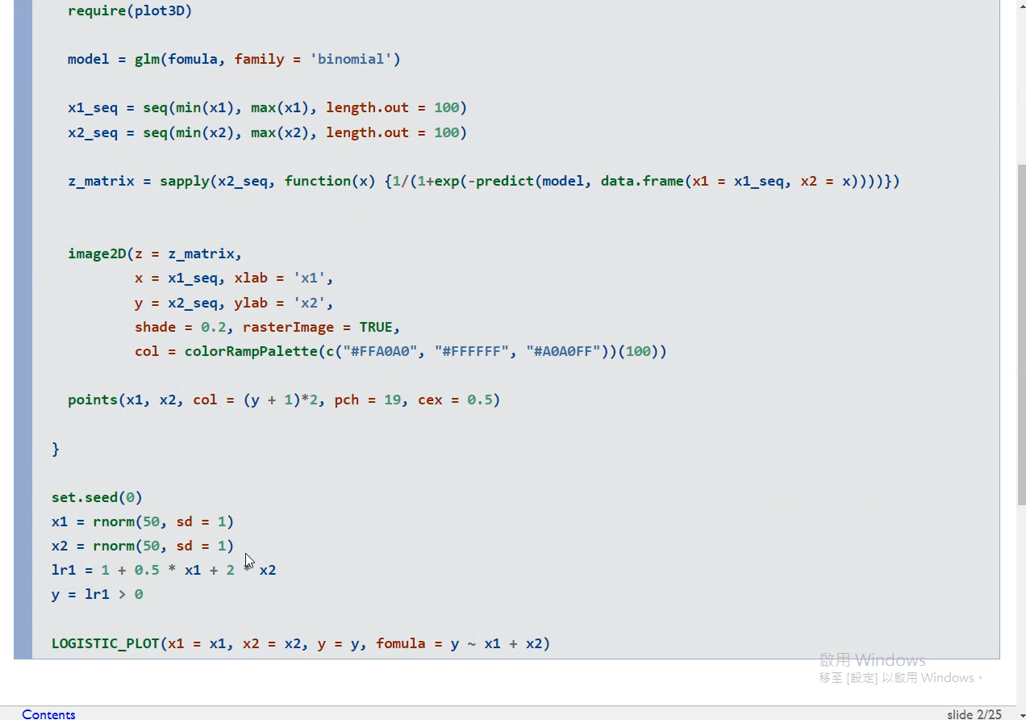 require(plot3D)
model = glm(fomula, family = 'binomial')
x1_seq = seq(min(x1), max(x1), length.out = 100)
x2_seq = seq(min(x2), max(x2), length.out = 100)
z_matrix = sapply(x2_seq, function(x) {1/(1+exp(-predict(model, data.frame(x1 = x1_seq, x2 = x))))})
image2D(z = z_matrix,
x = x1_seq, xlab = 'x1',
y = x2_seq, ylab = 'x2',
shade = 0.2, rasterImage = TRUE,
col = colorRampPalette(c("#FFA0A0", "#FFFFFF", "#A0A0FF"))(100))
points(x1, x2, col = (y + 1)*2, pch = 19, cex = 0.5)
}
set.seed(0)
x1 = rnorm(50, sd = 1)
x2 = rnorm(50, sd = 1)
lr1 = 1 + 0.5 * x1 + 2 * x2
y = lr1 > 0
LOGISTIC_PLOT(x1 = x1, x2 = x2, y = y, fomula = y ~ x1 + x2)
啟用 Windows
移至 [設定] 以啟用 Windows。
Contents
slide 2/25